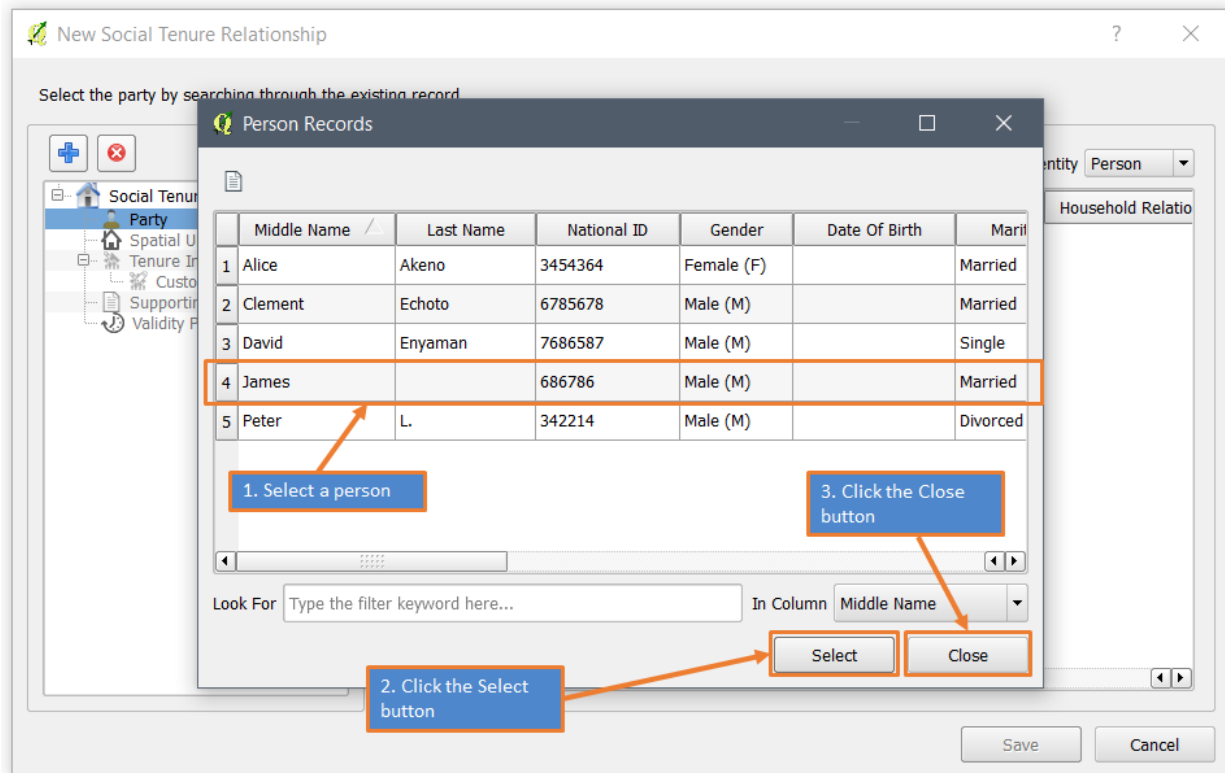 New Social Tenure Relationship
Select the party by searching through the existing record
Person Records
entity Person
Social Tenur
Party
Spatial U
Tenure In
Custo
Supportin
Validity P
Household Relatio
Middle Name Last Name National ID Gender Date Of Birth Marit
1 Alice Akeno 3454364 Female (F) Married
2 Clement Echoto 6785678 Male (M) Married
3 David Enyaman 7686587 Male (M) Single
4 James 686786 Male (M) Married
5 Peter L. 342214 Male (M) Divorced
1. Select a person
3. Click the Close
button
Look For Type the filter keyword here... In Column Middle Name
Select Close
2. Click the Select
button
Save Cancel